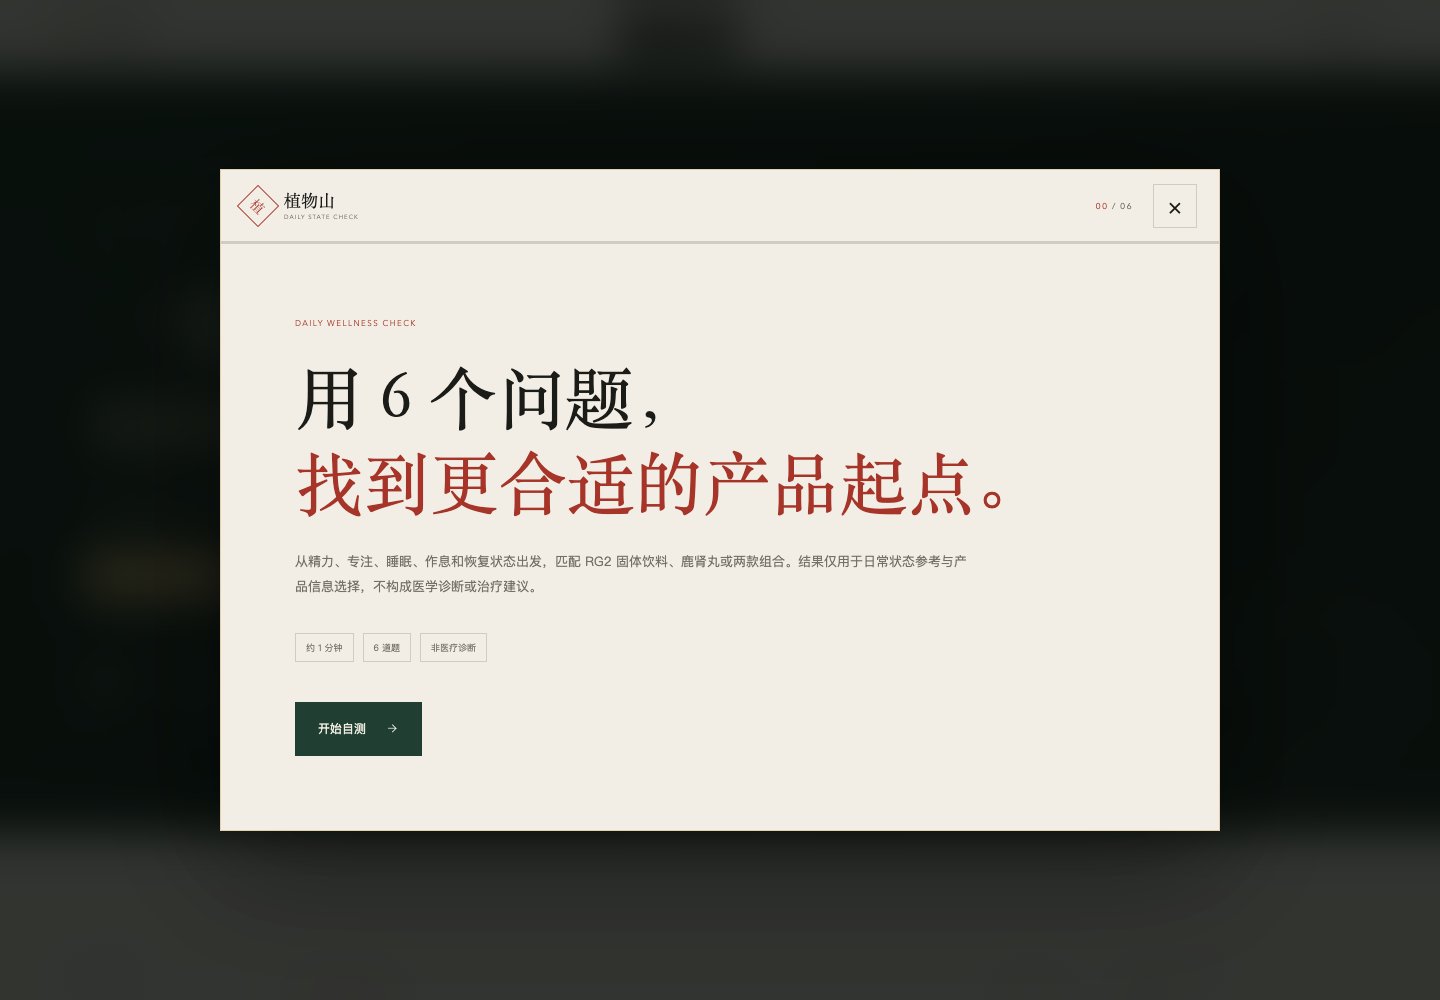 植
植物山
DAILY STATE CHECK
00 / 06
DAILY WELLNESS CHECK
用 6 个问题，
找到更合适的产品起点。
从精力、专注、睡眠、作息和恢复状态出发，匹配 RG2 固体饮料、鹿肾丸或两款组合。结果仅用于日常状态参考与产
品信息选择，不构成医学诊断或治疗建议。
约 1 分钟
6 道题
非医疗诊断
开始自测 →